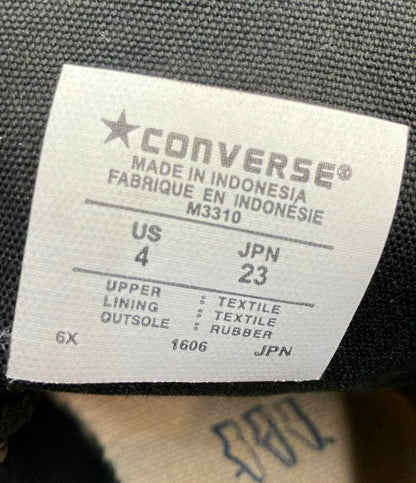 ★CONVERSE®
MADE IN INDONESIA
FABRIQUE EN INDONÉSIE
M3310
US JPN
4 23
UPPER : TEXTILE
LINING : TEXTILE
OUTSOLE : RUBBER
6X 1606 JPN